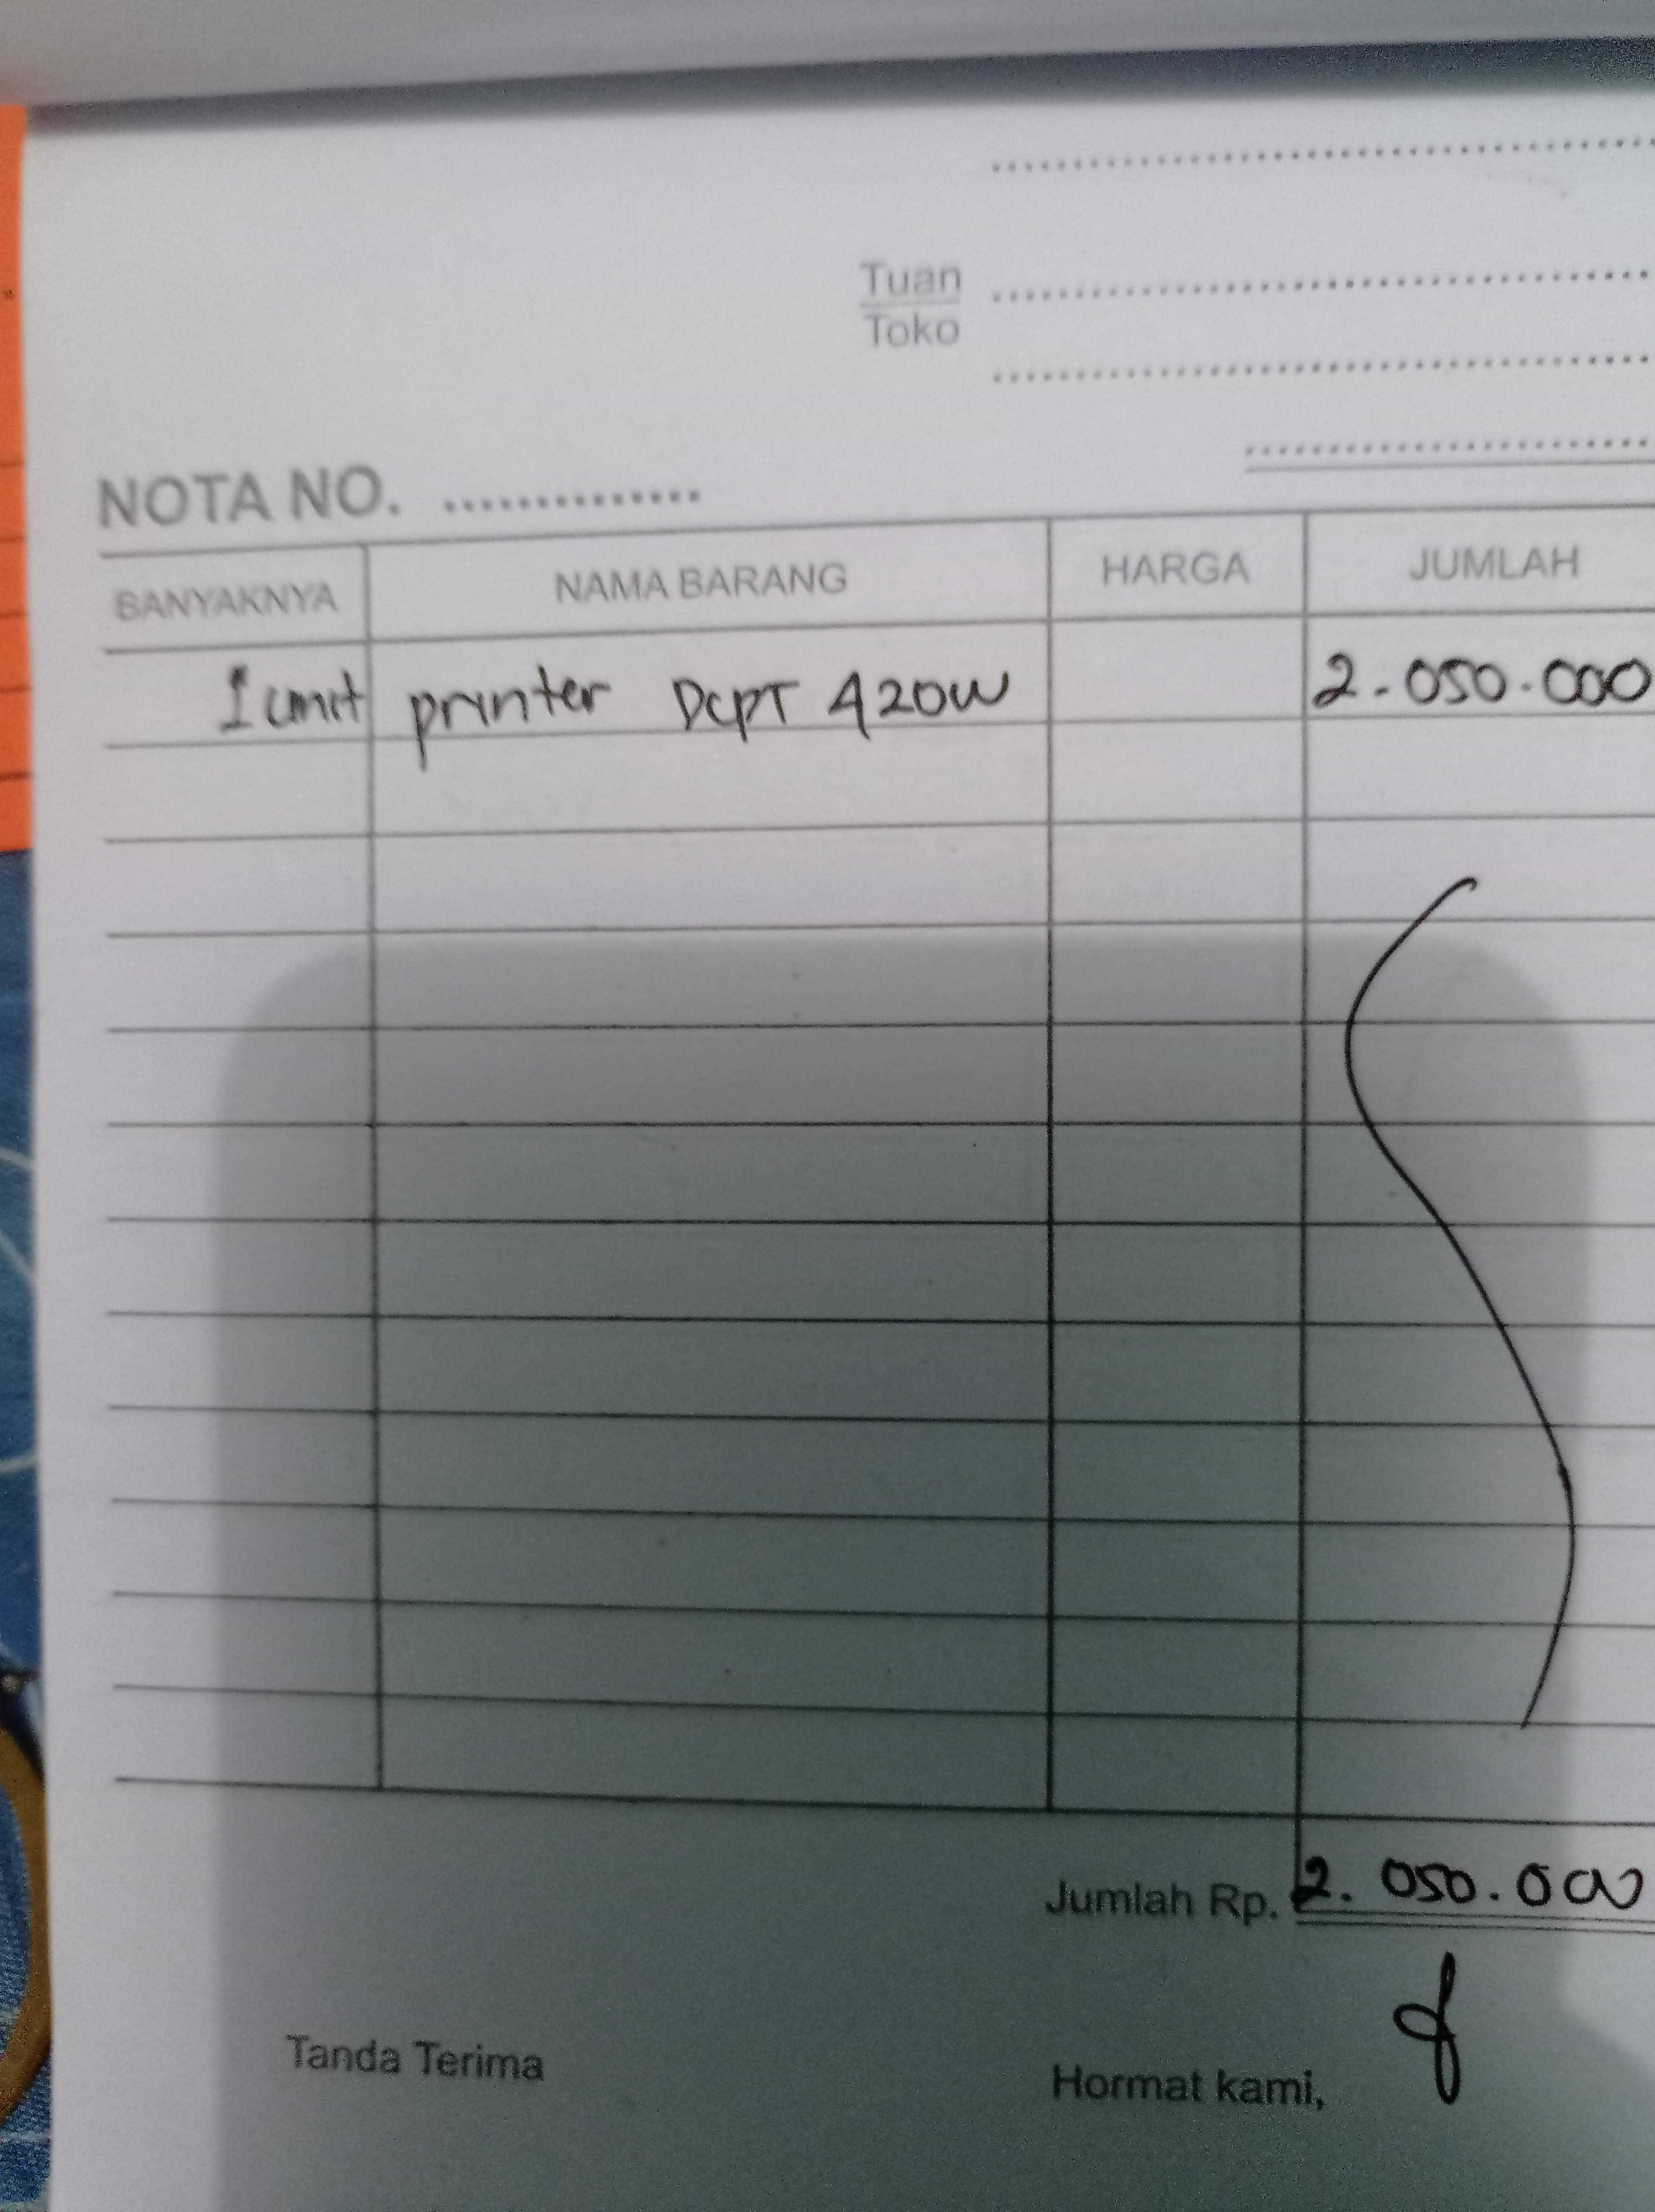 Tuan
Toko
NOTA NO. ..............
BANYAKNYA NAMA BARANG HARGA JUMLAH
1 unit printer DCPT 420W 2.050.000
Jumlah Rp. 2.050.000
Tanda Terima Hormat kami,